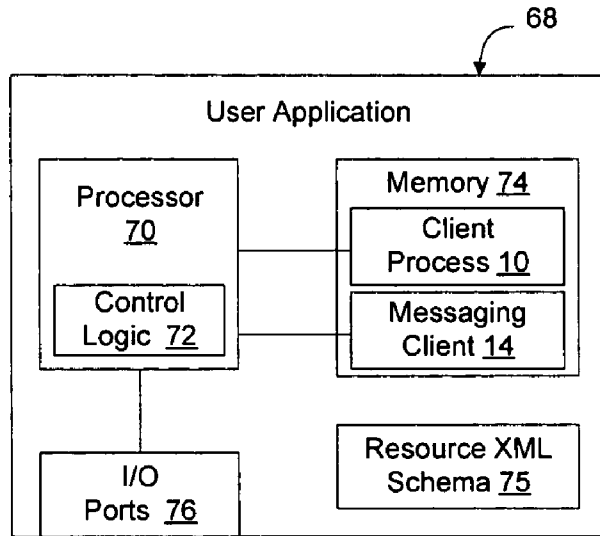 68
User Application
Processor
70
Control
Logic 72
Memory 74
Client
Process 10
Messaging
Client 14
I/O
Ports 76
Resource XML
Schema 75